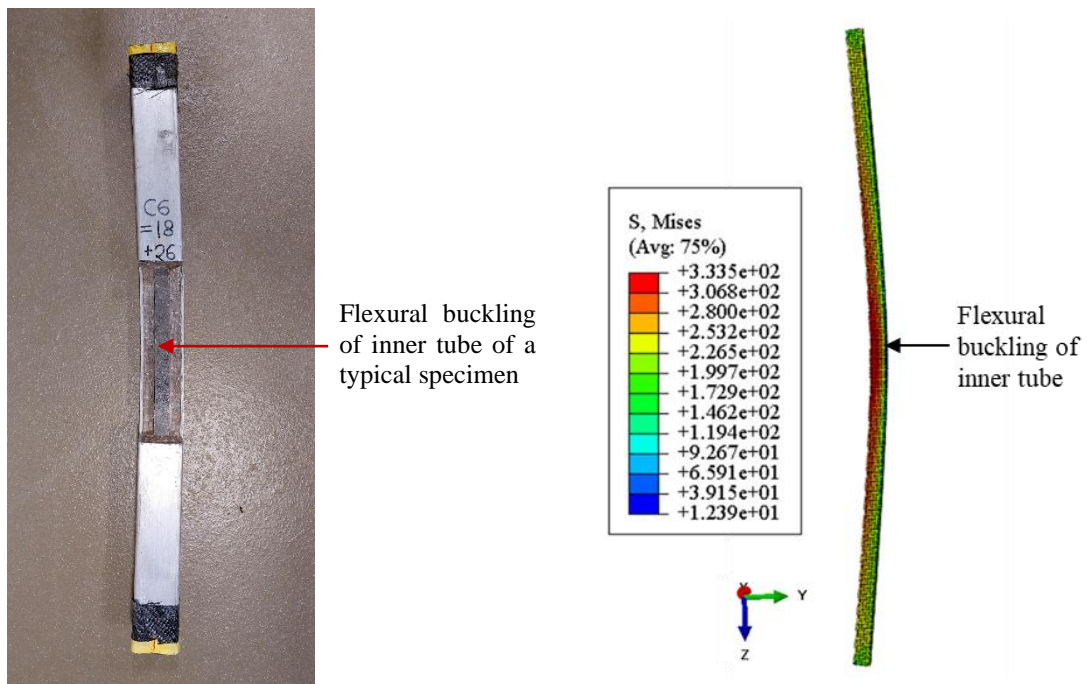 C6
=18
+26
Flexural buckling
of inner tube of a
typical specimen
S, Mises
(Avg: 75%)
+3.335e+02
+3.068e+02
+2.800e+02
+2.532e+02
+2.265e+02
+1.997e+02
+1.729e+02
+1.462e+02
+1.194e+02
+9.267e+01
+6.591e+01
+3.915e+01
+1.239e+01
Flexural
buckling of
inner tube
X
Y
Z